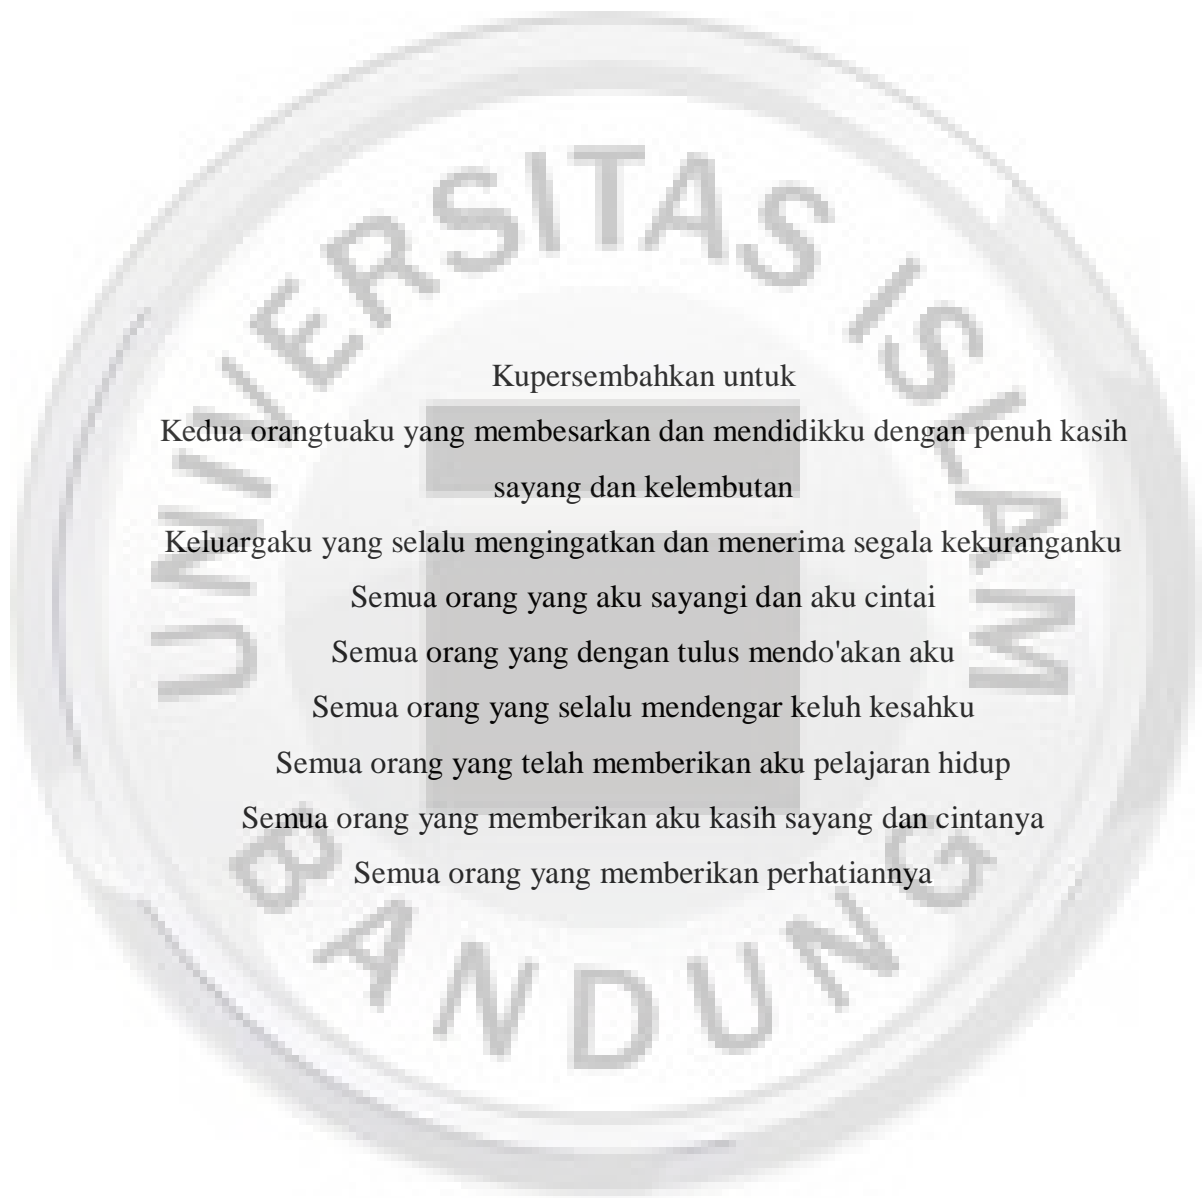 UNIVERSITAS ISLAM
Kupersembahkan untuk
Kedua orangtuaku yang membesarkan dan mendidikku dengan penuh kasih
sayang dan kelembutan
Keluargaku yang selalu mengingatkan dan menerima segala kekuranganku
Semua orang yang aku sayangi dan aku cintai
Semua orang yang dengan tulus mendo'akan aku
Semua orang yang selalu mendengar keluh kesahku
Semua orang yang telah memberikan aku pelajaran hidup
Semua orang yang memberikan aku kasih sayang dan cintanya
Semua orang yang memberikan perhatiannya
BANDUNG